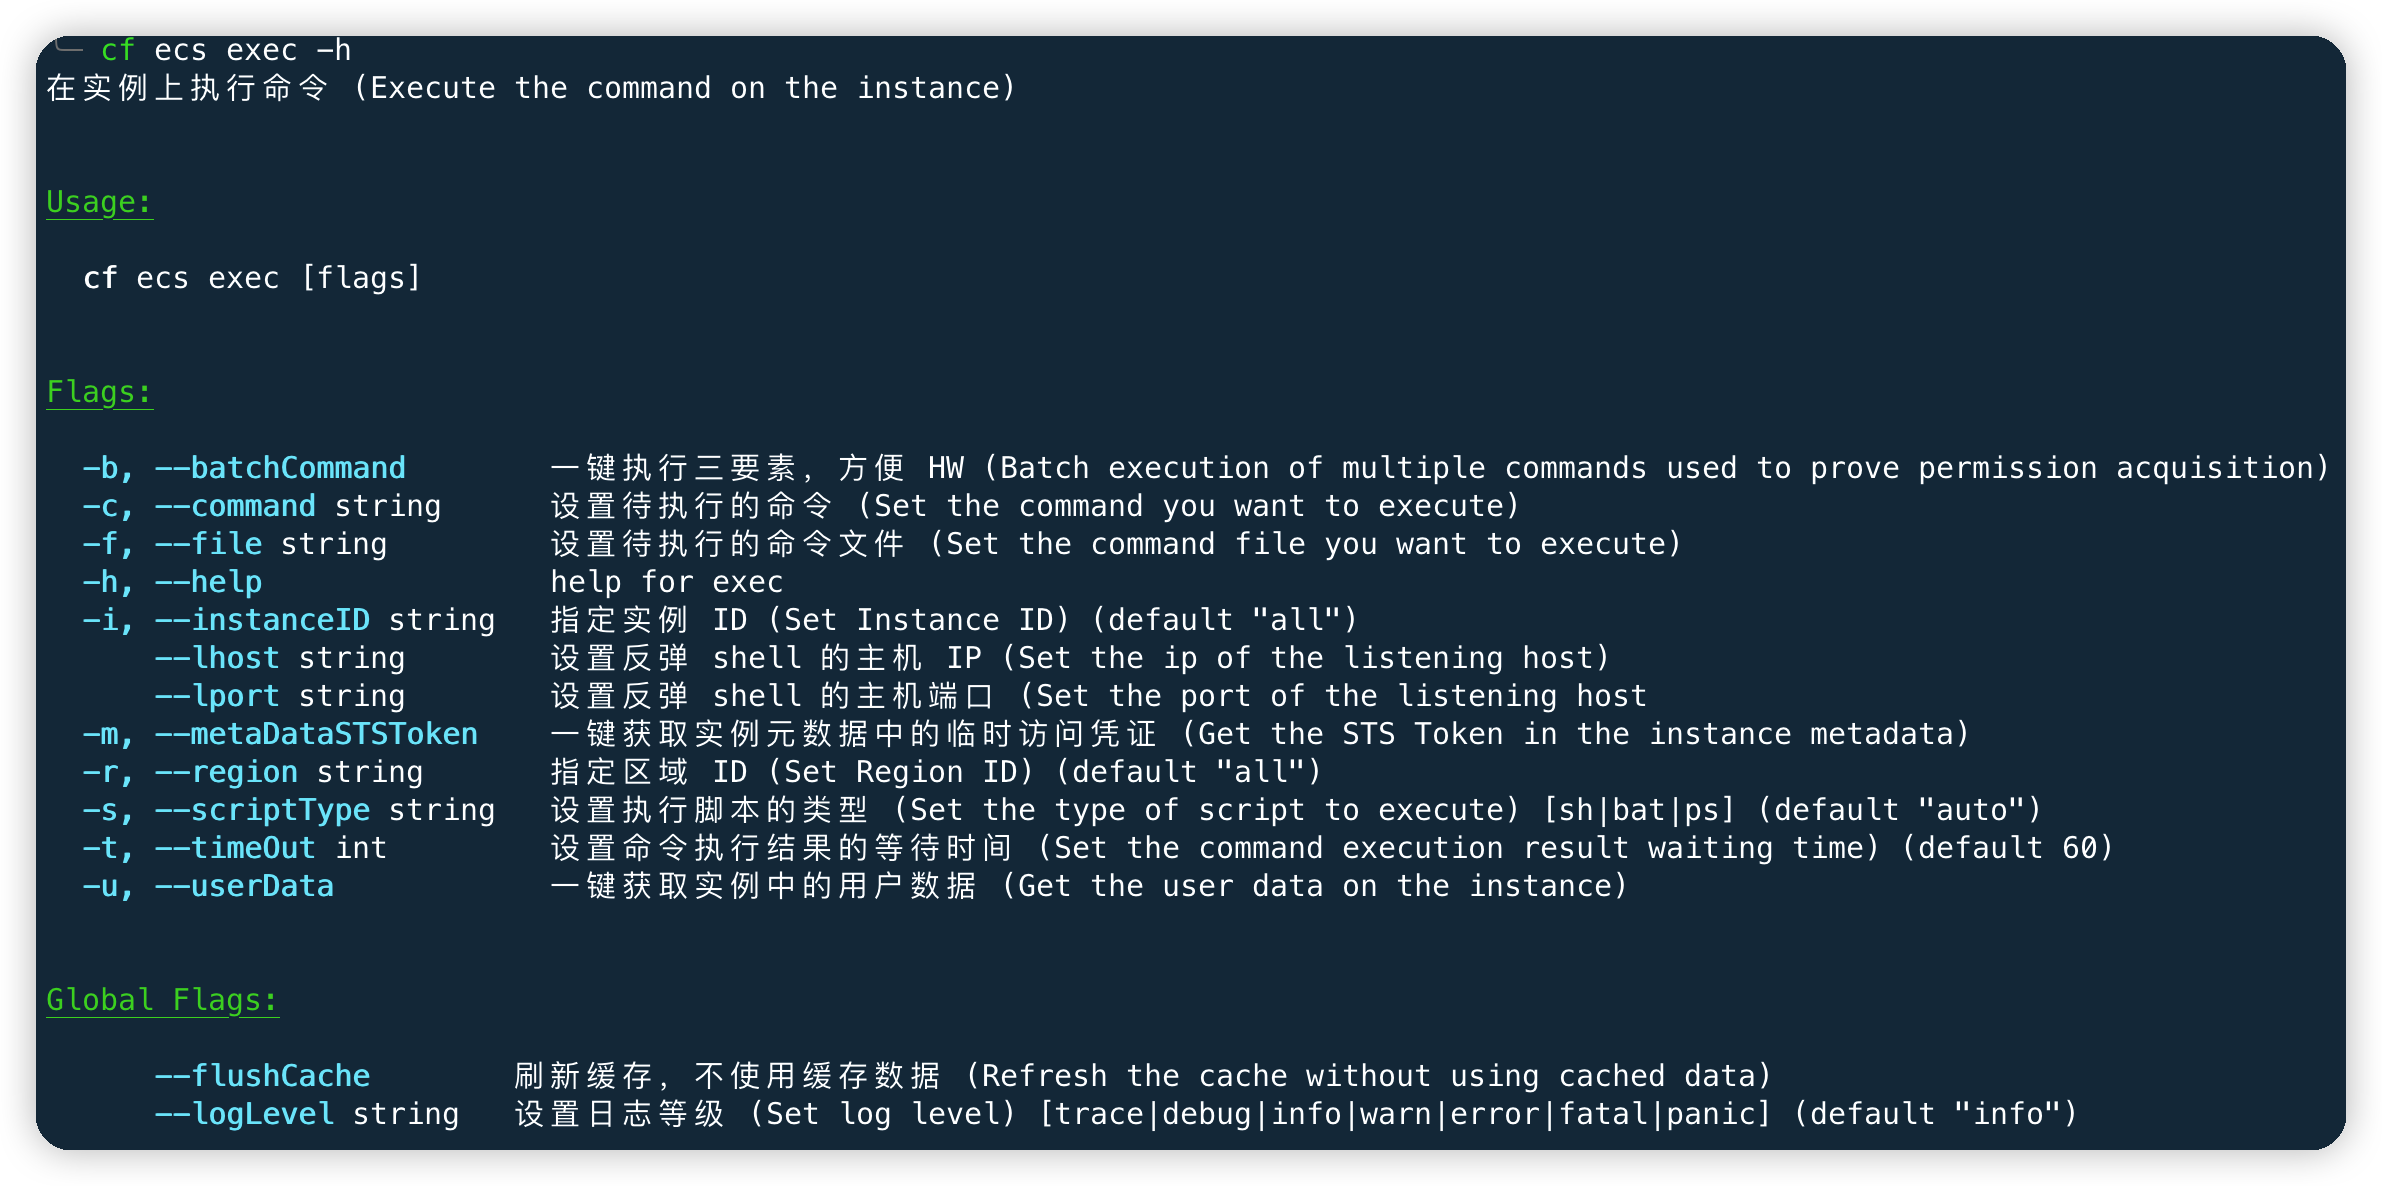 ╰─ cf ecs exec -h
在实例上执行命令 (Execute the command on the instance)
Usage:
cf ecs exec [flags]
Flags:
-b, --batchCommand 一键执行三要素，方便 HW (Batch execution of multiple commands used to prove permission acquisition)
-c, --command string 设置待执行的命令 (Set the command you want to execute)
-f, --file string 设置待执行的命令文件 (Set the command file you want to execute)
-h, --help help for exec
-i, --instanceID string 指定实例 ID (Set Instance ID) (default "all")
--lhost string 设置反弹 shell 的主机 IP (Set the ip of the listening host)
--lport string 设置反弹 shell 的主机端口 (Set the port of the listening host
-m, --metaDataSTSToken 一键获取实例元数据中的临时访问凭证 (Get the STS Token in the instance metadata)
-r, --region string 指定区域 ID (Set Region ID) (default "all")
-s, --scriptType string 设置执行脚本的类型 (Set the type of script to execute) [sh|bat|ps] (default "auto")
-t, --timeOut int 设置命令执行结果的等待时间 (Set the command execution result waiting time) (default 60)
-u, --userData 一键获取实例中的用户数据 (Get the user data on the instance)
Global Flags:
--flushCache 刷新缓存，不使用缓存数据 (Refresh the cache without using cached data)
--logLevel string 设置日志等级 (Set log level) [trace|debug|info|warn|error|fatal|panic] (default "info")